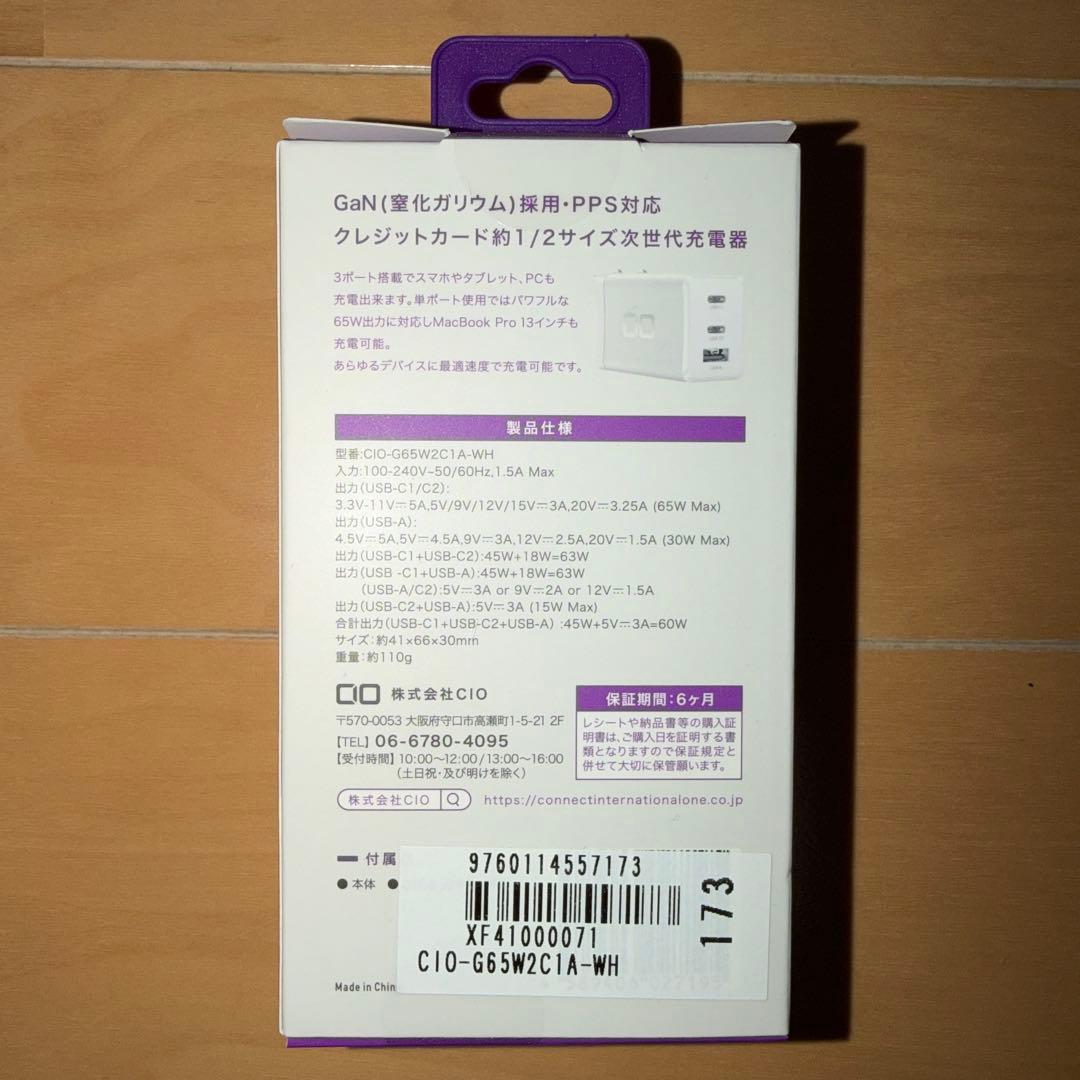 GaN(窒化ガリウム)採用・PPS対応
クレジットカード約1/2サイズ次世代充電器
3ポート搭載でスマホやタブレット、PCも
充電出来ます。単ポート使用ではパワフルな
65W出力に対応しMacBook Pro 13インチも
充電可能。
あらゆるデバイスに最適速度で充電可能です。
製品仕様
型番:CIO-G65W2C1A-WH
入力:100-240V~50/60Hz,1.5A Max
出力(USB-C1/C2):
3.3V-11V⎓5A,5V/9V/12V/15V⎓3A,20V⎓3.25A (65W Max)
出力(USB-A):
4.5V⎓5A,5V⎓4.5A,9V⎓3A,12V⎓2.5A,20V⎓1.5A (30W Max)
出力(USB-C1+USB-C2):45W+18W=63W
出力(USB -C1+USB-A):45W+18W=63W
(USB-A/C2):5V⎓3A or 9V⎓2A or 12V⎓1.5A
出力(USB-C2+USB-A):5V⎓3A (15W Max)
合計出力(USB-C1+USB-C2+USB-A) :45W+5V⎓3A=60W
サイズ:約41×66×30mm
重量:約110g
CIO 株式会社CIO
〒570-0053 大阪府守口市高瀬町1-5-21 2F
【TEL】06-6780-4095
【受付時間】10:00~12:00/13:00~16:00
(土日祝・及び明けを除く)
保証期間:6ヶ月
レシートや納品書等の購入証
明書は、ご購入日を証明する書
類となりますので保証規定と
併せて大切に保管願います。
株式会社CIO
https://connectinternationalone.co.jp
付属
●本体 ●
9760114557173
XF41000071
CIO-G65W2C1A-WH
173
Made in Chin